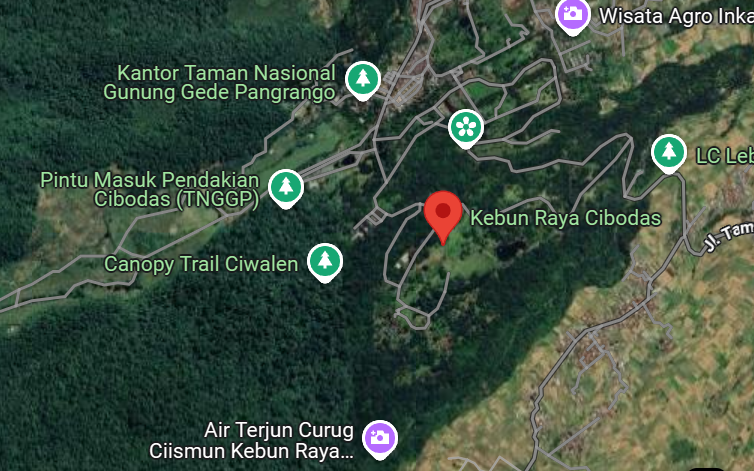 Wisata Agro Inka
Kantor Taman Nasional
Gunung Gede Pangrango
LC Leb
Pintu Masuk Pendakian
Cibodas (TNGGP)
Kebun Raya Cibodas
Jl. Tam
Canopy Trail Ciwalen
Air Terjun Curug
Ciismun Kebun Raya...